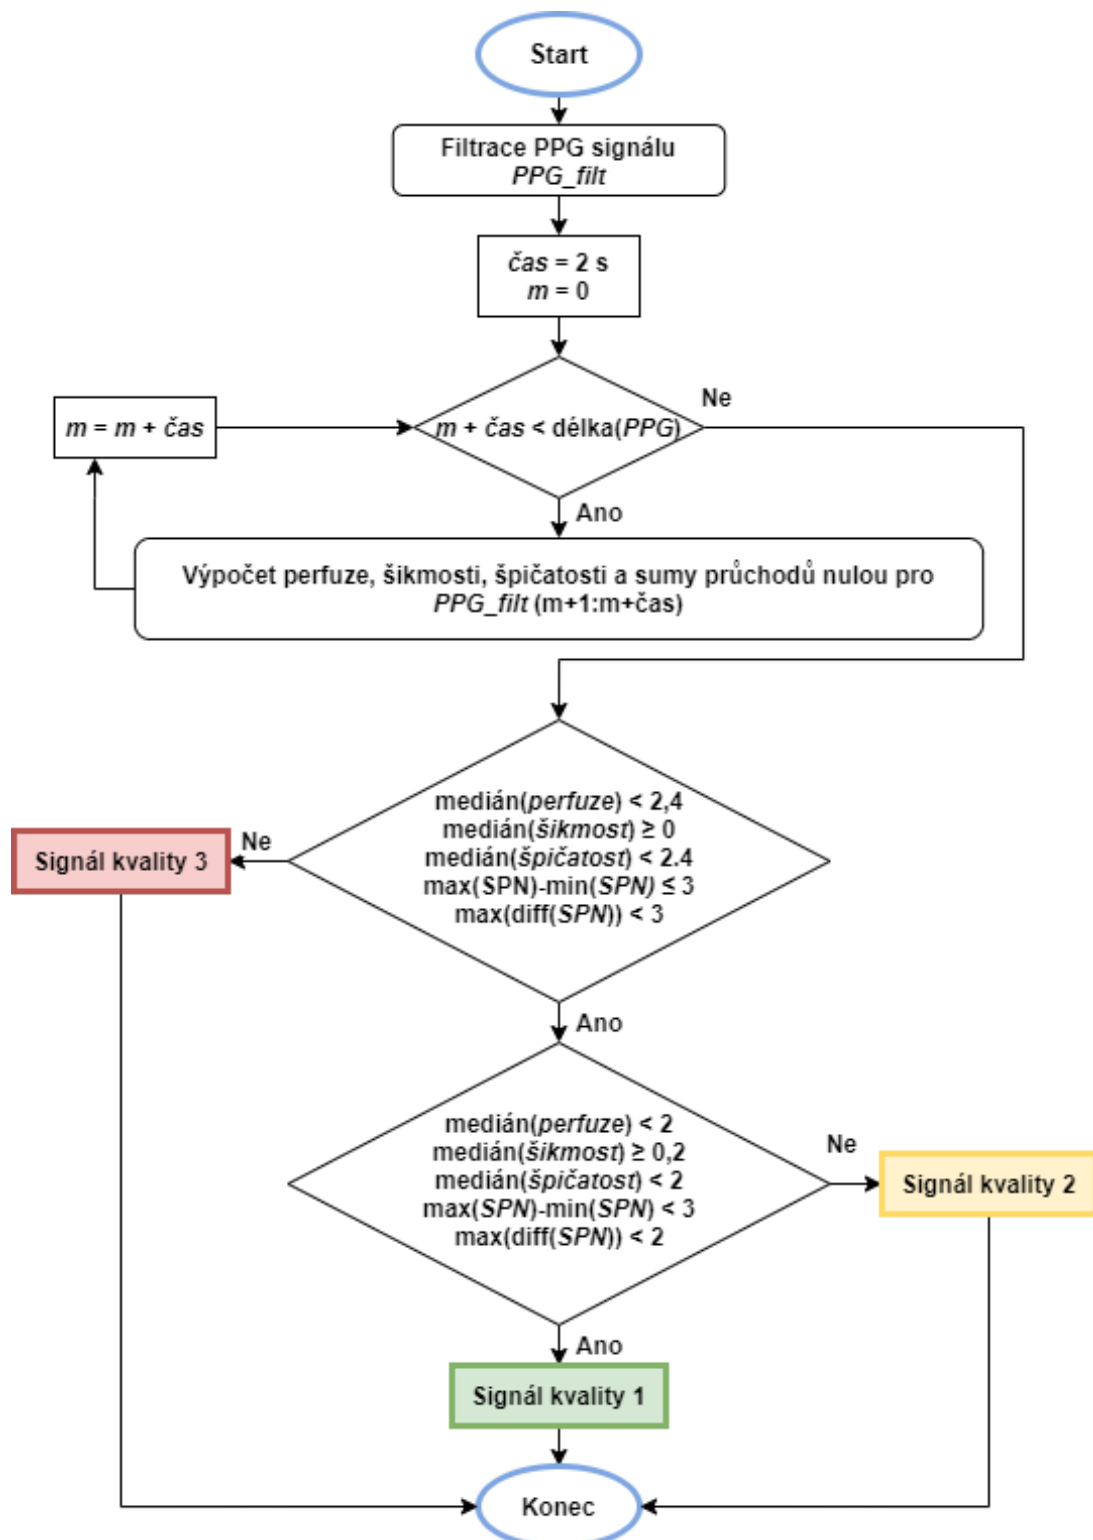 Start
Filtrace PPG signálu
PPG_filt
čas = 2 s
m = 0
m + čas < délka(PPG)
Ne
m = m + čas
Ano
Výpočet perfuze, šikmosti, špičatosti a sumy průchodů nulou pro
PPG_filt (m+1:m+čas)
medián(perfuze) < 2,4
medián(šikmost) ≥ 0
medián(špičatost) < 2.4
max(SPN)-min(SPN) ≤ 3
max(diff(SPN)) < 3
Ne
Signál kvality 3
Ano
medián(perfuze) < 2
medián(šikmost) ≥ 0,2
medián(špičatost) < 2
max(SPN)-min(SPN) < 3
max(diff(SPN)) < 2
Ne
Signál kvality 2
Ano
Signál kvality 1
Konec